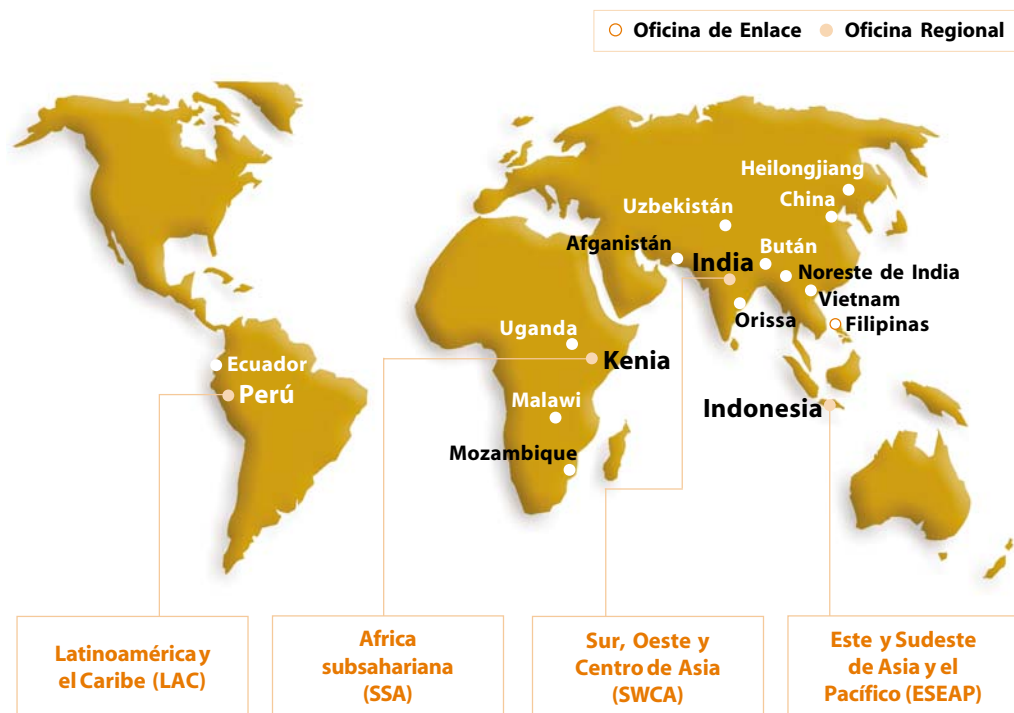 Oficina de Enlace Oficina Regional
Heilongjiang
China
Uzbekistán
Afganistán
Bután
India
Noreste de India
Vietnam
Orissa
Filipinas
Uganda
Kenia
Ecuador
Perú
Malawi
Indonesia
Mozambique
Latinoamérica y
el Caribe (LAC)
Africa
subsahariana
(SSA)
Sur, Oeste y
Centro de Asia
(SWCA)
Este y Sudeste
de Asia y el
Pacífico (ESEAP)